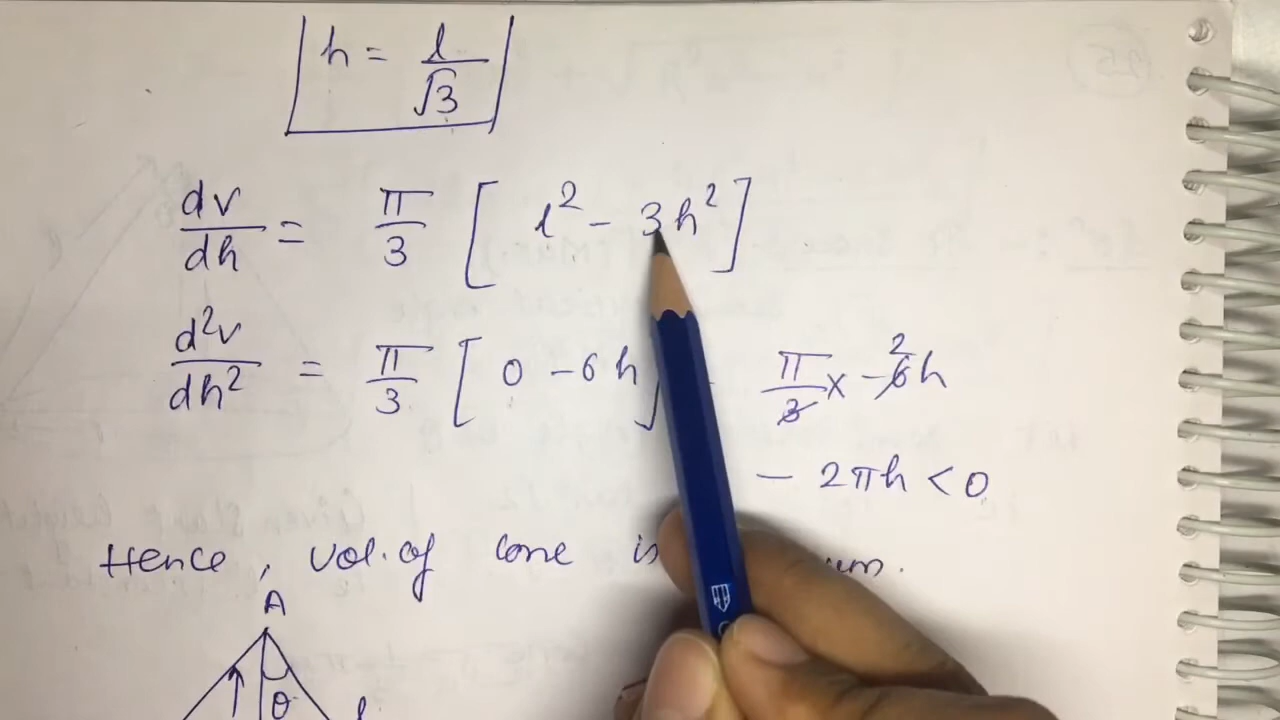 h = l/√3
dv/dh = π/3 [ l² - 3h² ]
d²v/dh² = π/3 [ 0 - 6h ] π/3 × -6h 2
- 2πh < 0
Hence, vol. of cone is
A
θ
l